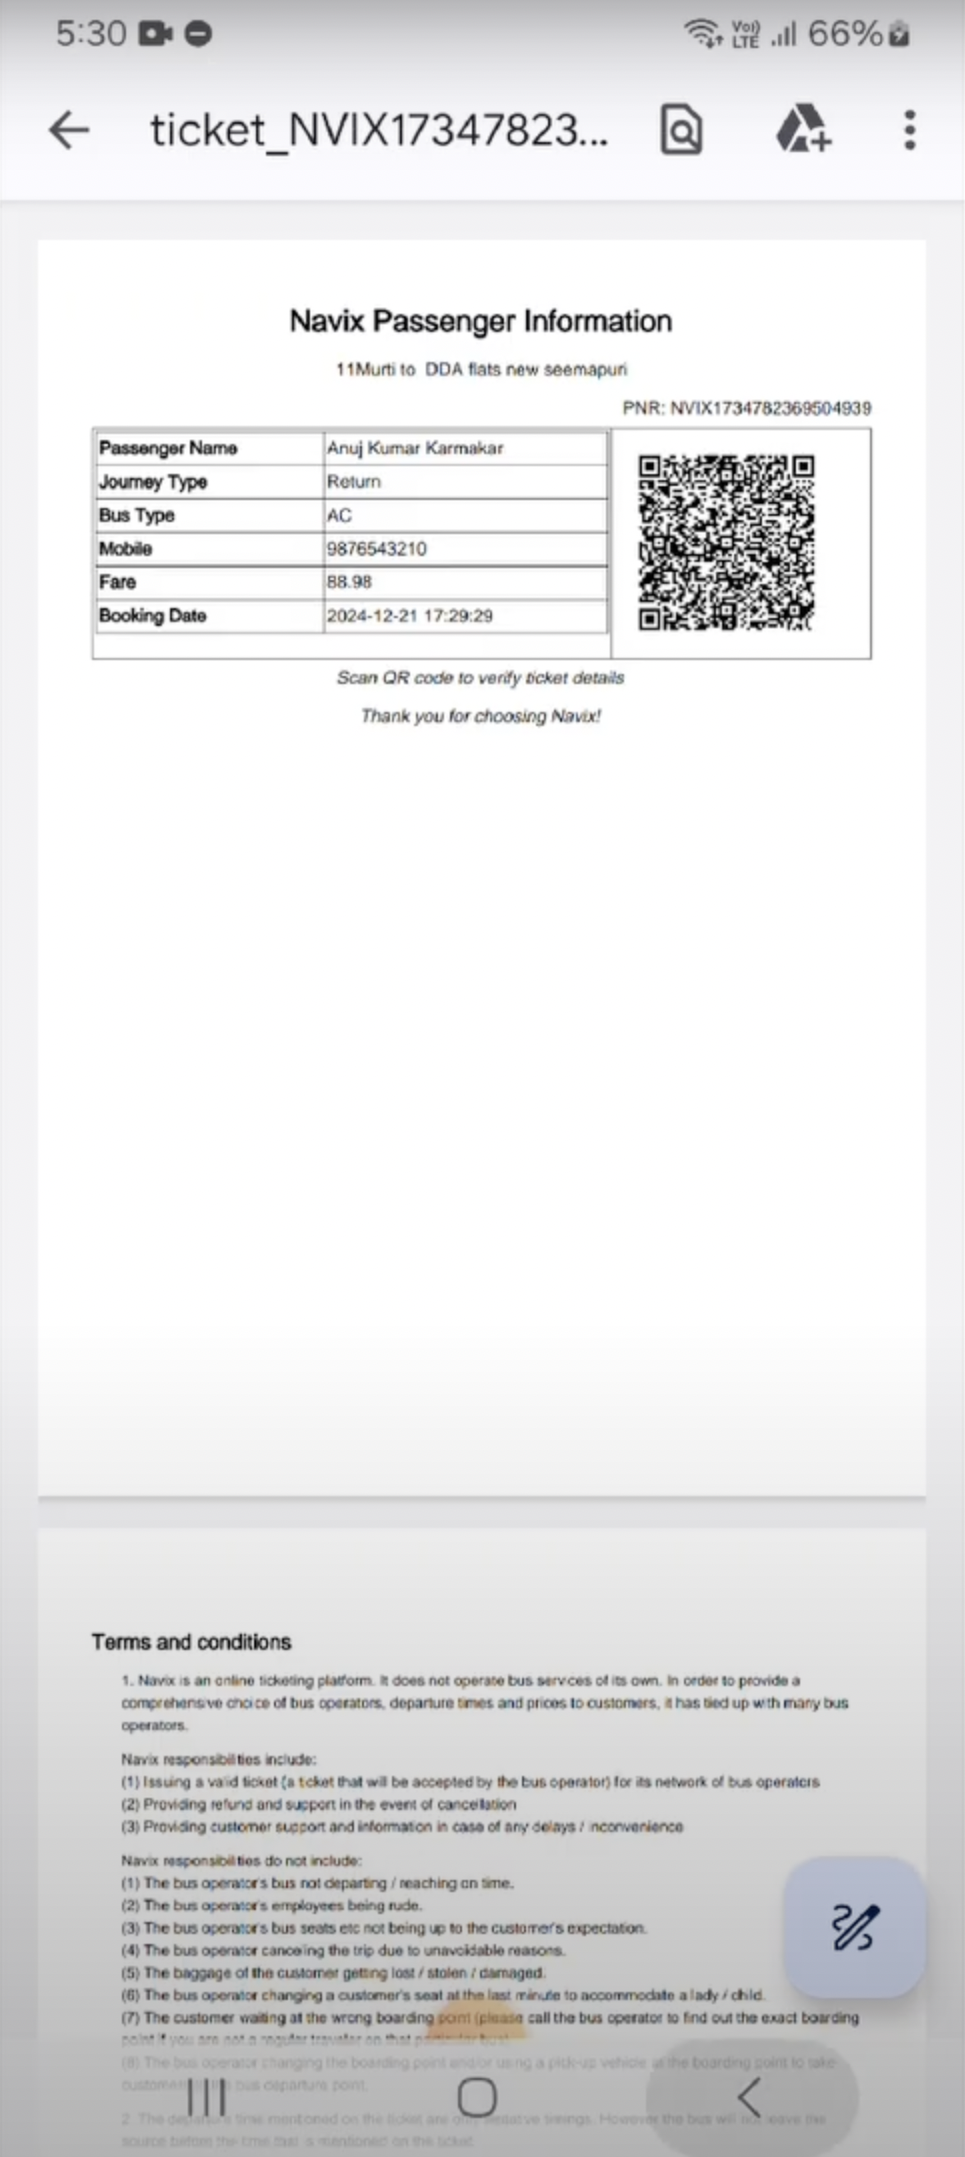 5:30
Vo) LTE 66%
ticket_NVIX17347823...
Navix Passenger Information
11Murti to DDA flats new seemapuri
PNR: NVIX1734782369504939
Passenger Name Anuj Kumar Karmakar
Journey Type Return
Bus Type AC
Mobile 9876543210
Fare 88.98
Booking Date 2024-12-21 17:29:29
Scan QR code to verify ticket details
Thank you for choosing Navix!
Terms and conditions
1. Navix is an online ticketing platform. It does not operate bus services of its own. In order to provide a
comprehensive choice of bus operators, departure times and prices to customers, it has tied up with many bus
operators.
Navix responsibilities include:
(1) Issuing a valid ticket (a ticket that will be accepted by the bus operator) for its network of bus operators
(2) Providing refund and support in the event of cancellation
(3) Providing customer support and information in case of any delays / inconvenience
Navix responsibilities do not include:
(1) The bus operator's bus not departing / reaching on time.
(2) The bus operator's employees being rude.
(3) The bus operator's bus seats etc not being up to the customer's expectation.
(4) The bus operator canceling the trip due to unavoidable reasons.
(5) The baggage of the customer getting lost / stolen / damaged.
(6) The bus operator changing a customer's seat at the last minute to accommodate a lady / child.
(7) The customer waiting at the wrong boarding point (please call the bus operator to find out the exact boarding
point if you are not a regular traveler on that particular bus).
(8) The bus operator changing the boarding point and/or using a pick-up vehicle at the boarding point to take
bus departure point.
2. The time mentioned on the ticket are only tentative timings. However the bus will not leave the
source before the time that is mentioned on the ticket.